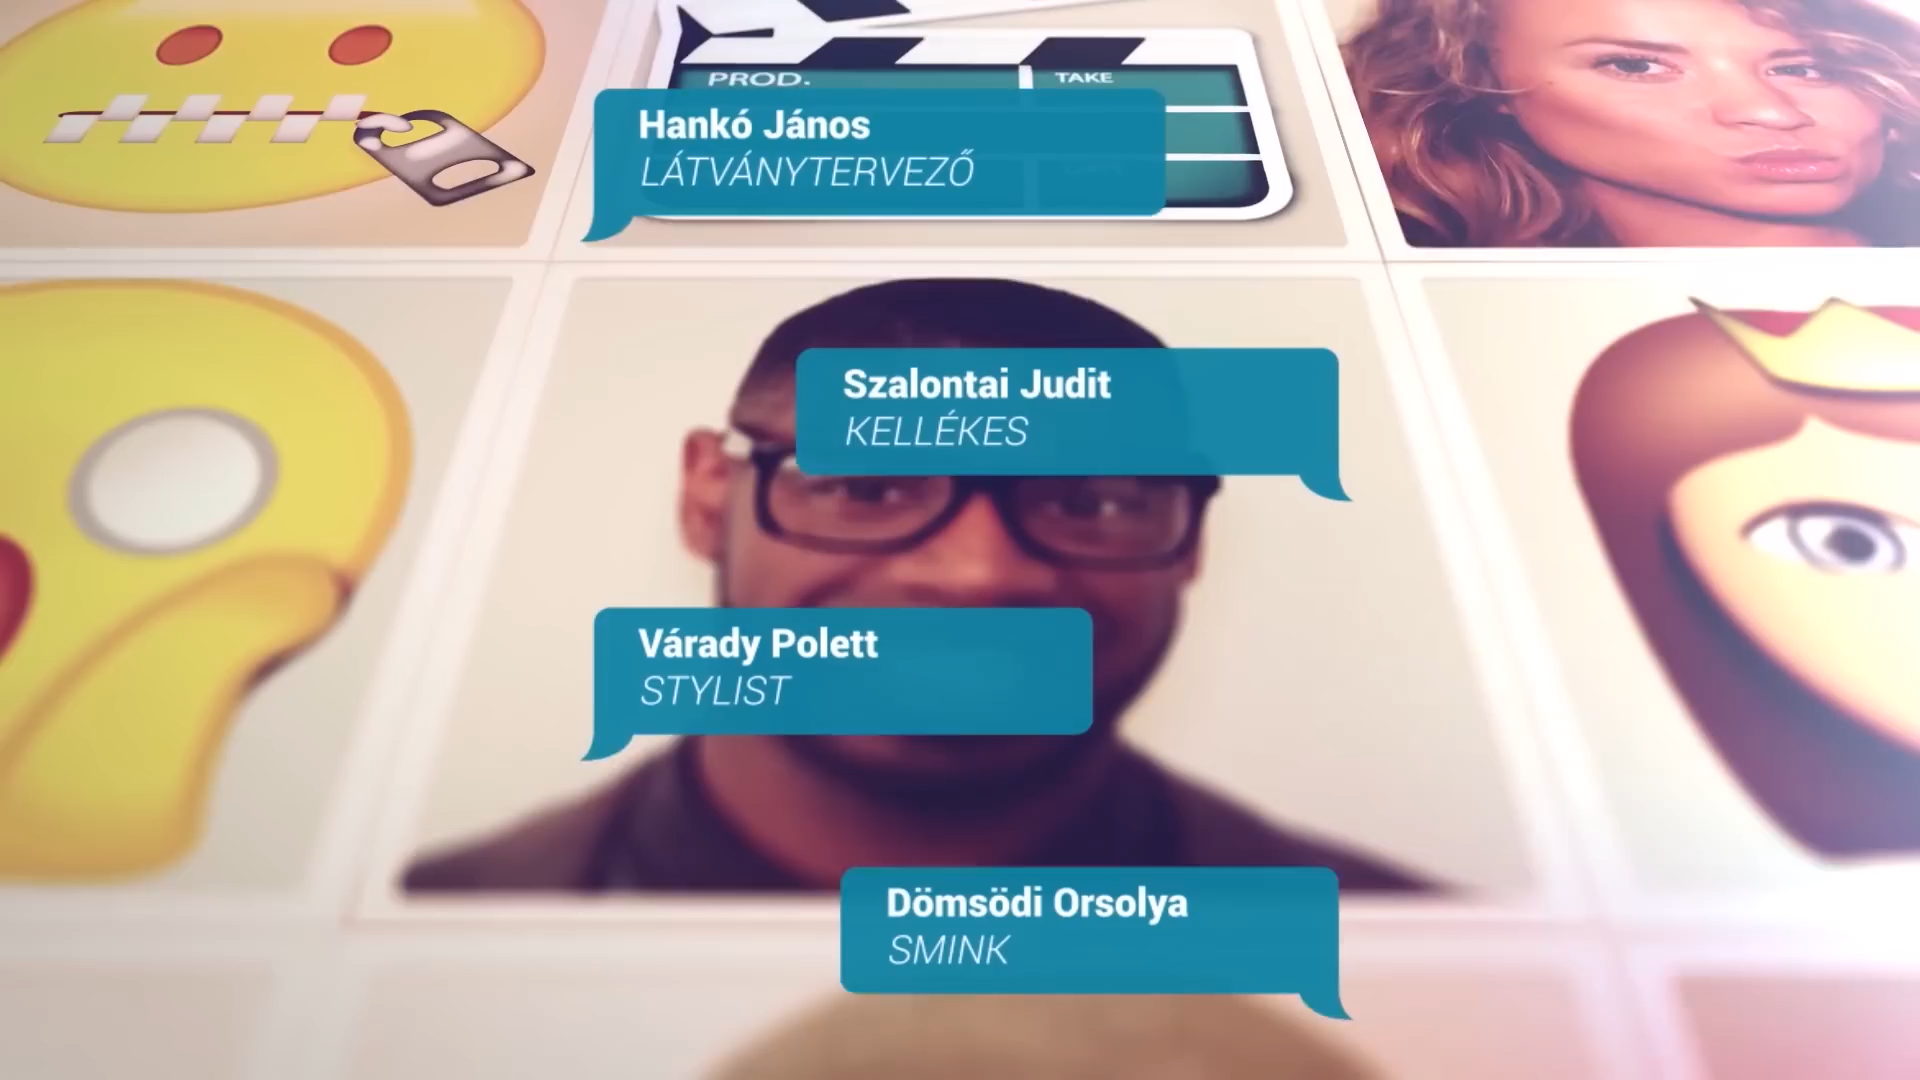 PROD.
TAKE
Hankó János
LÁTVÁNYTERVEZŐ
Szalontai Judit
KELLÉKES
Várady Polett
STYLIST
Dömsödi Orsolya
SMINK